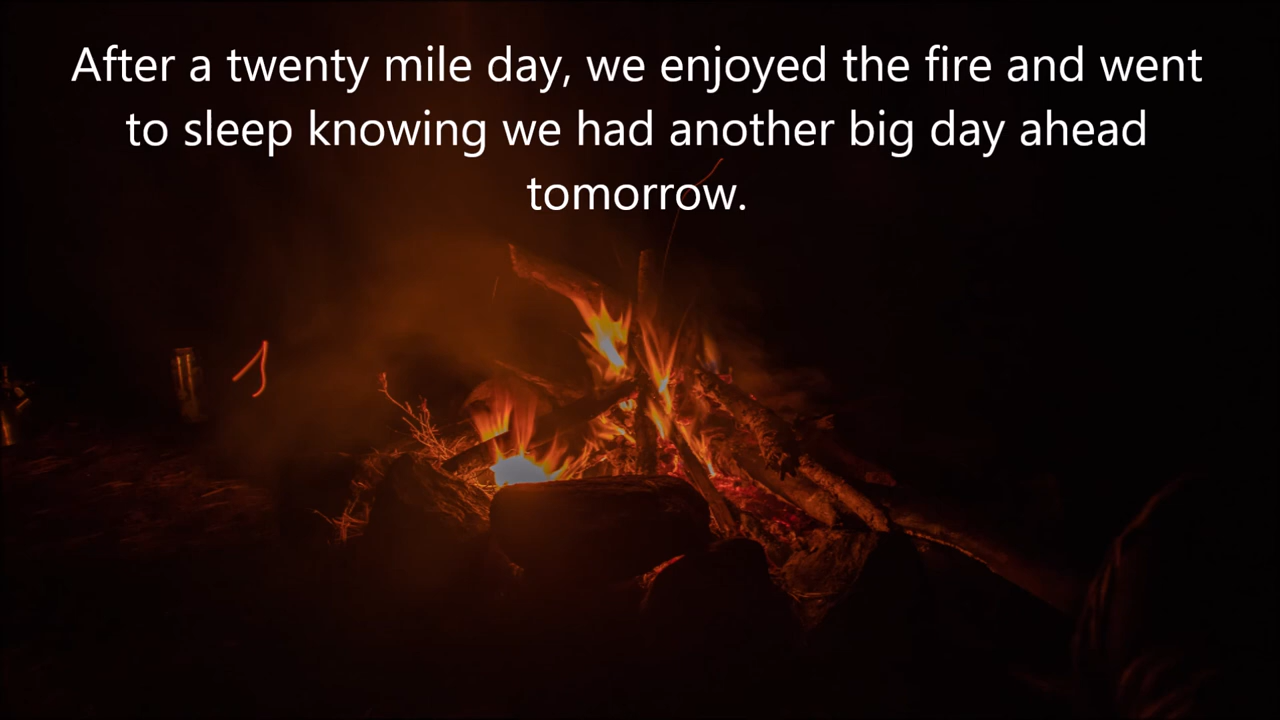 After a twenty mile day, we enjoyed the fire and went
to sleep knowing we had another big day ahead
tomorrow.